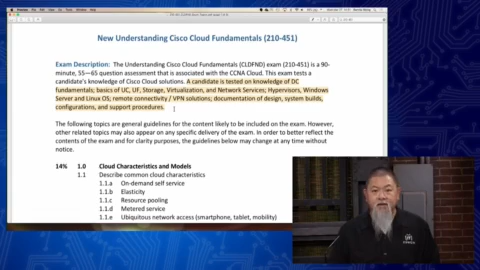 New Understanding Cisco Cloud Fundamentals (210-451)
Exam Description: The Understanding Cisco Cloud Fundamentals (CLDFND) exam (210-451) is a 90-
minute, 55—65 question assessment that is associated with the CCNA Cloud. This exam tests a
candidate's knowledge of Cisco Cloud solutions. A candidate is tested on knowledge of DC
fundamentals; basics of UC, UF, Storage, Virtualization, and Network Services; Hypervisors, Windows
Server and Linux OS; remote connectivity / VPN solutions; documentation of design, system builds,
configurations, and support procedures.
The following topics are general guidelines for the content likely to be included on the exam. However,
other related topics may also appear on any specific delivery of the exam. In order to better reflect the
contents of the exam and for clarity purposes, the guidelines below may change at any time without
notice.
14% 1.0 Cloud Characteristics and Models
1.1 Describe common cloud characteristics
1.1.a On-demand self service
1.1.b Elasticity
1.1.c Resource pooling
1.1.d Metered service
1.1.e Ubiquitous network access (smartphone, tablet, mobility)